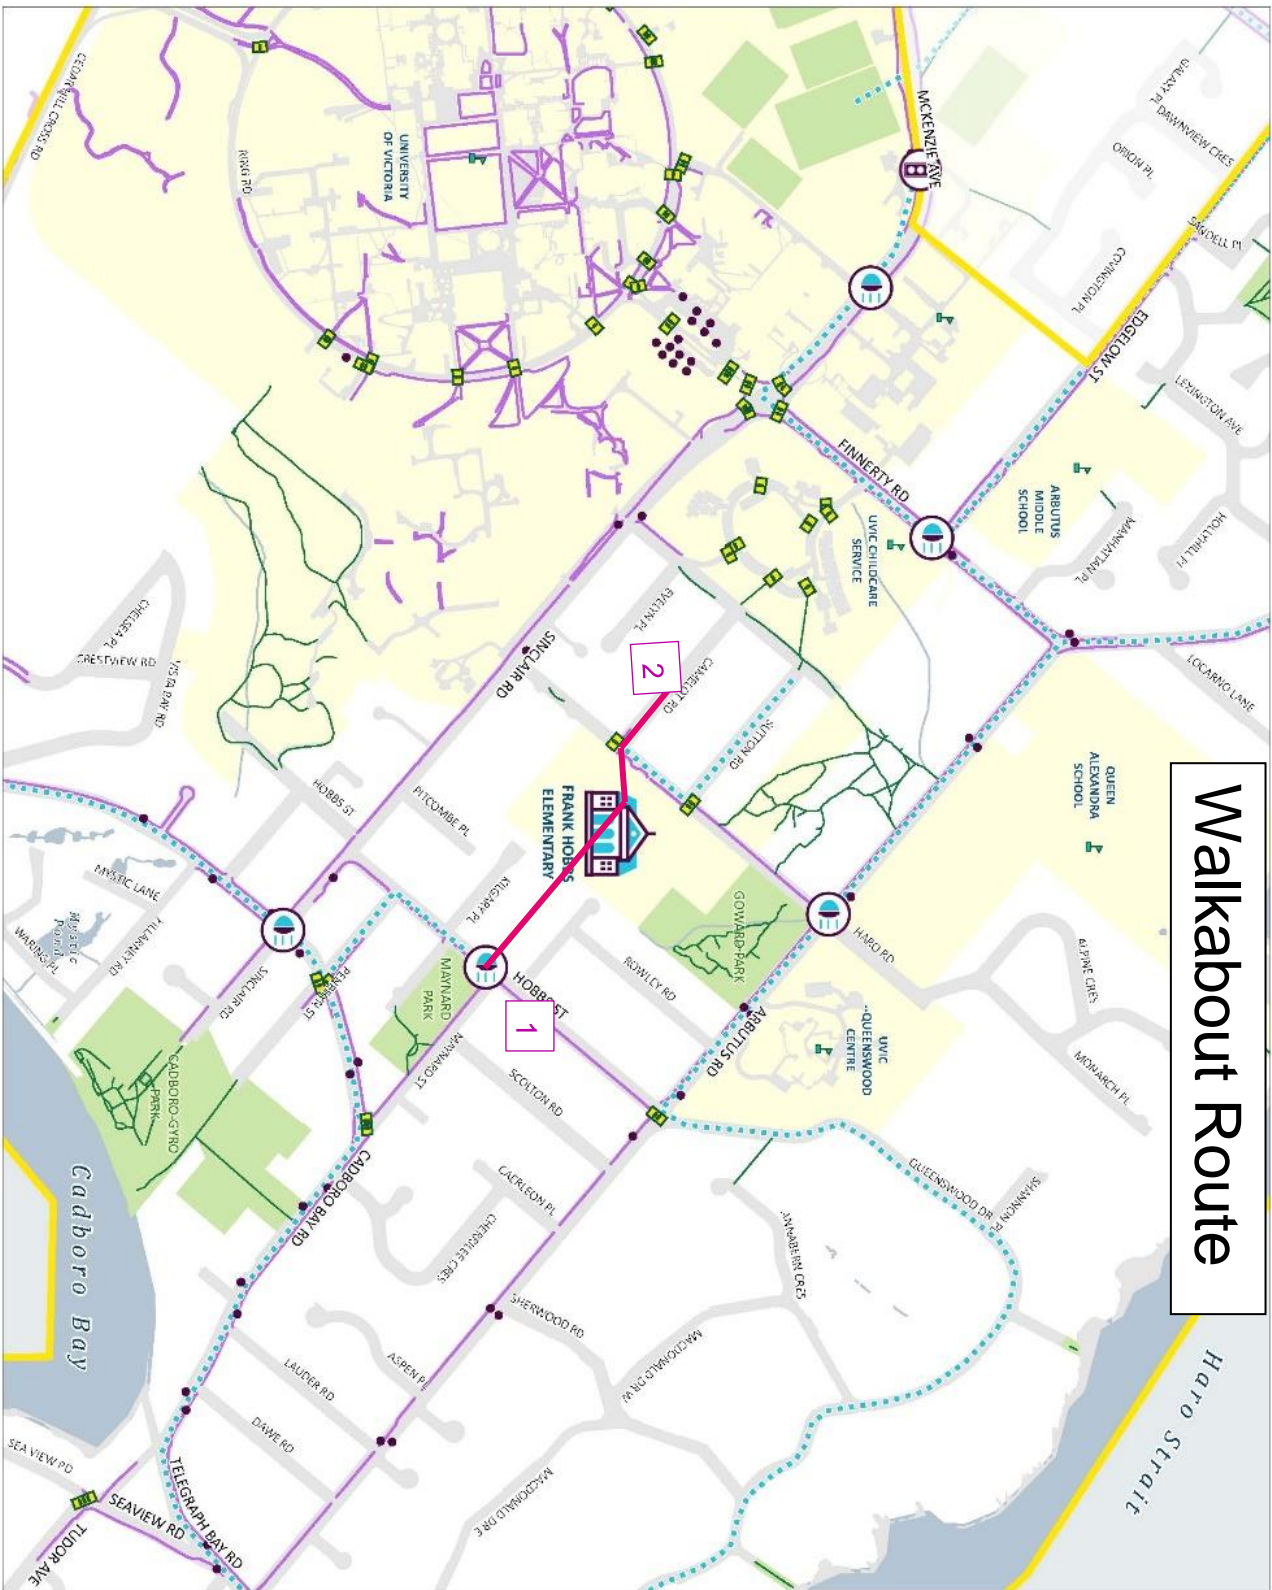 Walkabout Route
GALAXY PL
DAWNVIEW CRES
ORION PL
SANDELL PL
COVINGTON PL
MCKENZIE AVE
EDGELOW ST
LEXINGTON AVE
HOLLYHILL PL
MANHATTAN PL
ARBUTUS
MIDDLE
SCHOOL
FINNERTY RD
UVIC CHILDCARE
SERVICE
LOCARNO LANE
QUEEN
ALEXANDRA
SCHOOL
CEDAR HILL CROSS RD
UNIVERSITY
OF VICTORIA
RING RD
EVELYN PL
CAMELOT RD
SUTTON RD
2
SINCLAIR RD
CHELSEA PL
CRESTVIEW RD
VISTA BAY RD
HOBBS ST
PITCOMBE PL
FRANK HOBBS
ELEMENTARY
KILGARY PL
GOWARD PARK
HARO RD
ALPINE CRES
MONARCH PL
UVIC
-QUEENSWOOD
CENTRE
ROWLEY RD
ARBUTUS RD
HOBBS ST
1
MAYNARD
PARK
MAYNARD ST
SCOLTON RD
MYSTIC LANE
Mystic
Pond
WARING PL
KILLARNEY RD
SINCLAIR RD
PENRHYN ST
CADBORO-GYRO
PARK
CADBORO BAY RD
CAERLEON PL
CHERRILEE CRES
QUEENSWOOD DR
SHANNON PL
ANNABERN CRES
SHERWOOD RD
MACDONALD DR W
MACDONALD DR E
ASPEN PL
LAUDER RD
DAWE RD
TELEGRAPH BAY RD
SEA VIEW RD
SEAVIEW RD
TUDOR AVE
Cadboro Bay
Haro Strait